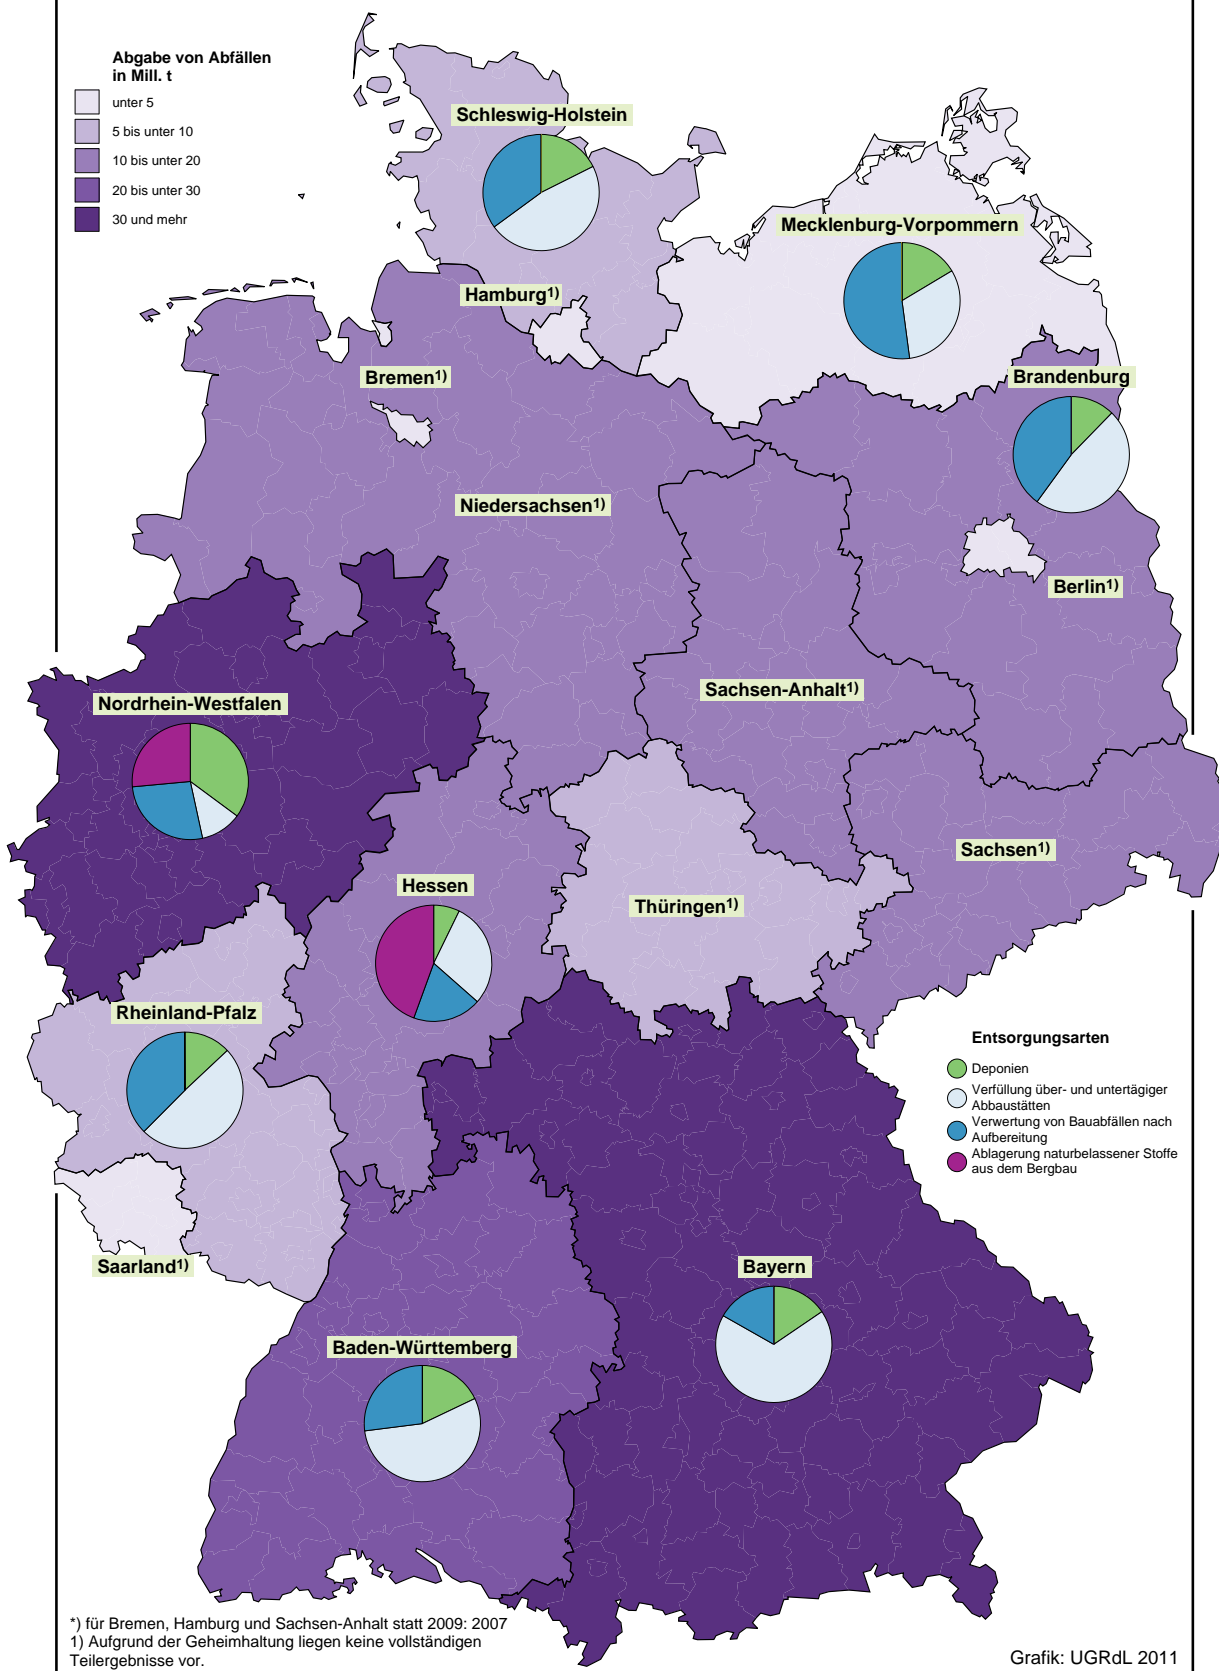 Abgabe von Abfällen
in Mill. t
unter 5
5 bis unter 10
10 bis unter 20
20 bis unter 30
30 und mehr
Schleswig-Holstein
Mecklenburg-Vorpommern
Hamburg1)
Bremen1)
Brandenburg
Niedersachsen1)
Berlin1)
Sachsen-Anhalt1)
Nordrhein-Westfalen
Sachsen1)
Hessen
Thüringen1)
Rheinland-Pfalz
Entsorgungsarten
Deponien
Verfüllung über- und untertägiger
Abbaustätten
Verwertung von Bauabfällen nach
Aufbereitung
Ablagerung naturbelassener Stoffe
aus dem Bergbau
Saarland1)
Bayern
Baden-Württemberg
*) für Bremen, Hamburg und Sachsen-Anhalt statt 2009: 2007
1) Aufgrund der Geheimhaltung liegen keine vollständigen
Teilergebnisse vor.
Grafik: UGRdL 2011